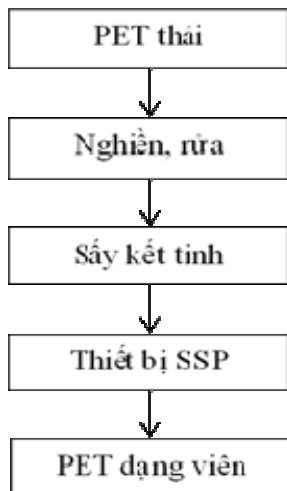 PET thải
Nghiền, rửa
Sấy kết tinh
Thiết bị SSP
PET dạng viên